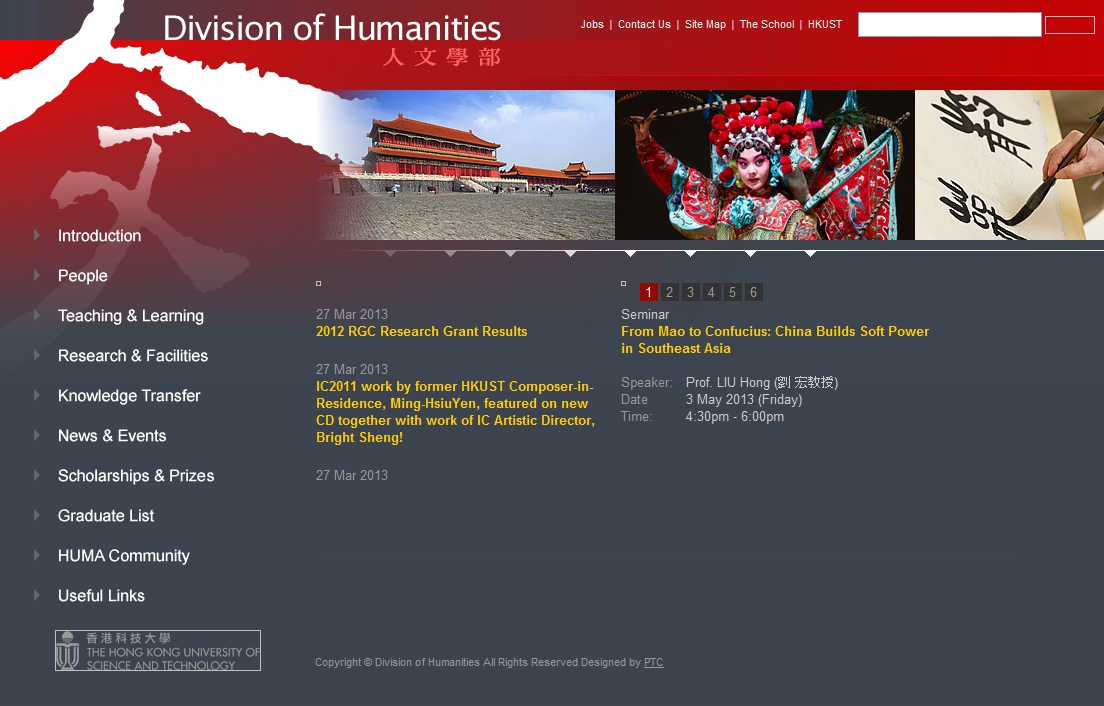 Division of Humanities
人文學部
Jobs | Contact Us | Site Map | The School | HKUST
Introduction
People
Teaching & Learning
Research & Facilities
Knowledge Transfer
News & Events
Scholarships & Prizes
Graduate List
HUMA Community
Useful Links
香港科技大學
THE HONG KONG UNIVERSITY OF
SCIENCE AND TECHNOLOGY
27 Mar 2013
2012 RGC Research Grant Results
27 Mar 2013
IC2011 work by former HKUST Composer-in-
Residence, Ming-HsiuYen, featured on new
CD together with work of IC Artistic Director,
Bright Sheng!
27 Mar 2013
1 2 3 4 5 6
Seminar
From Mao to Confucius: China Builds Soft Power
in Southeast Asia
Speaker: Prof. LIU Hong (劉 宏教授)
Date 3 May 2013 (Friday)
Time: 4:30pm - 6:00pm
Copyright © Division of Humanities All Rights Reserved Designed by PTC